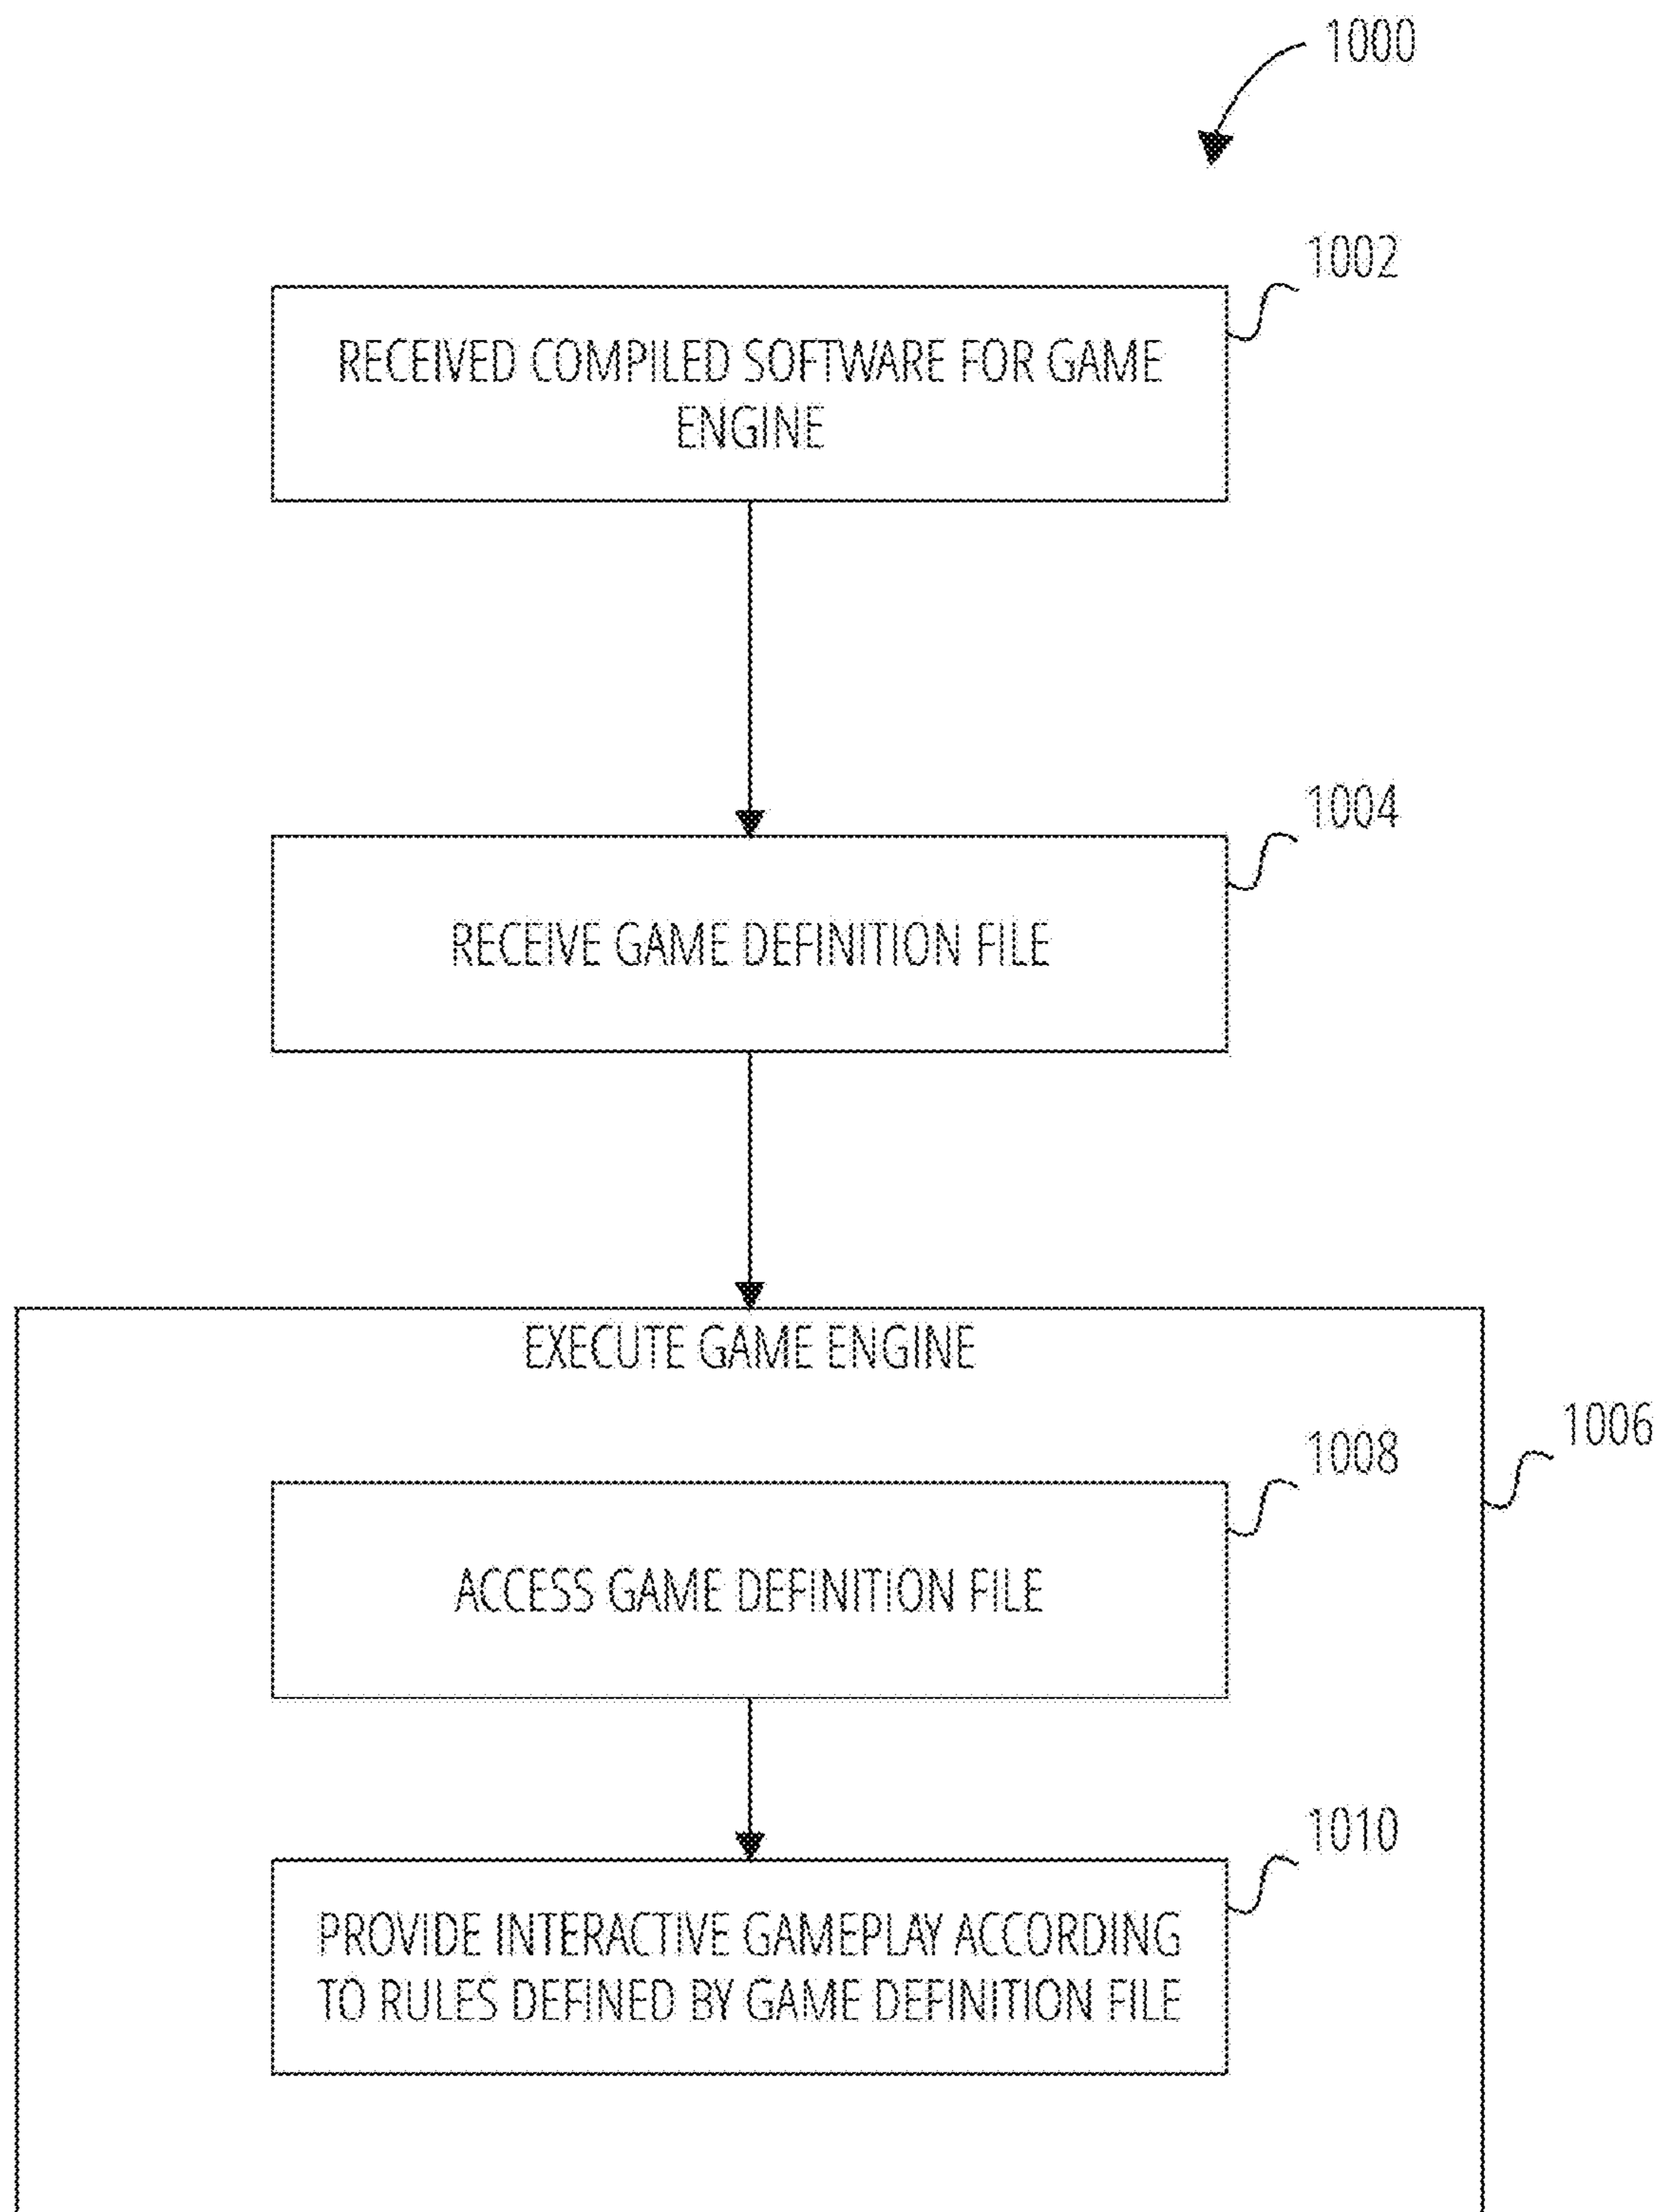 1000
1002
RECEIVED COMPILED SOFTWARE FOR GAME
ENGINE
1004
RECEIVE GAME DEFINITION FILE
EXECUTE GAME ENGINE
1006
1008
ACCESS GAME DEFINITION FILE
1010
PROVIDE INTERACTIVE GAMEPLAY ACCORDING
TO RULES DEFINED BY GAME DEFINITION FILE